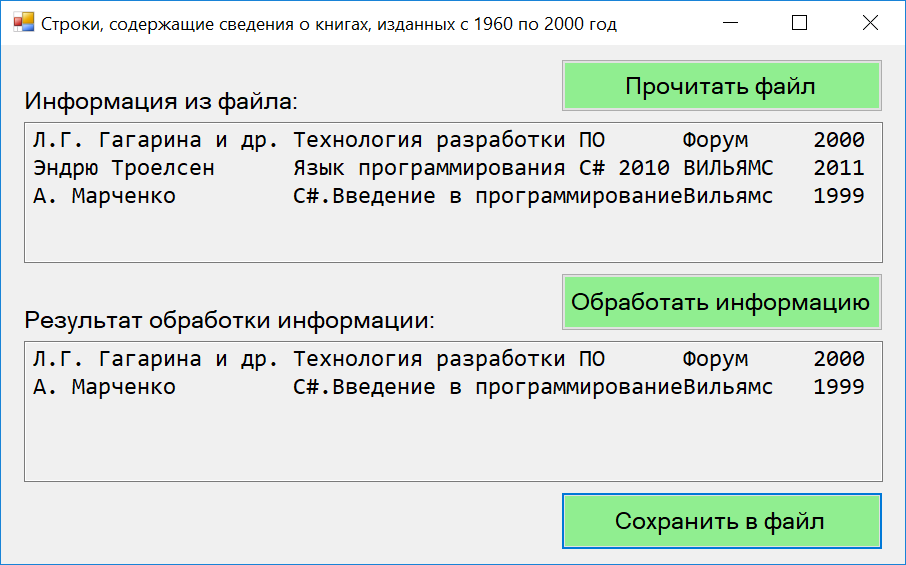 Строки, содержащие сведения о книгах, изданных с 1960 по 2000 год
Прочитать файл
Информация из файла:
Л.Г. Гагарина и др. Технология разработки ПО      Форум     2000
Эндрю Троелсен      Язык программирования C# 2010 ВИЛЬЯМС   2011
А. Марченко         C#.Введение в программированиеВильямс   1999
Обработать информацию
Результат обработки информации:
Л.Г. Гагарина и др. Технология разработки ПО      Форум     2000
А. Марченко         C#.Введение в программированиеВильямс   1999
Сохранить в файл